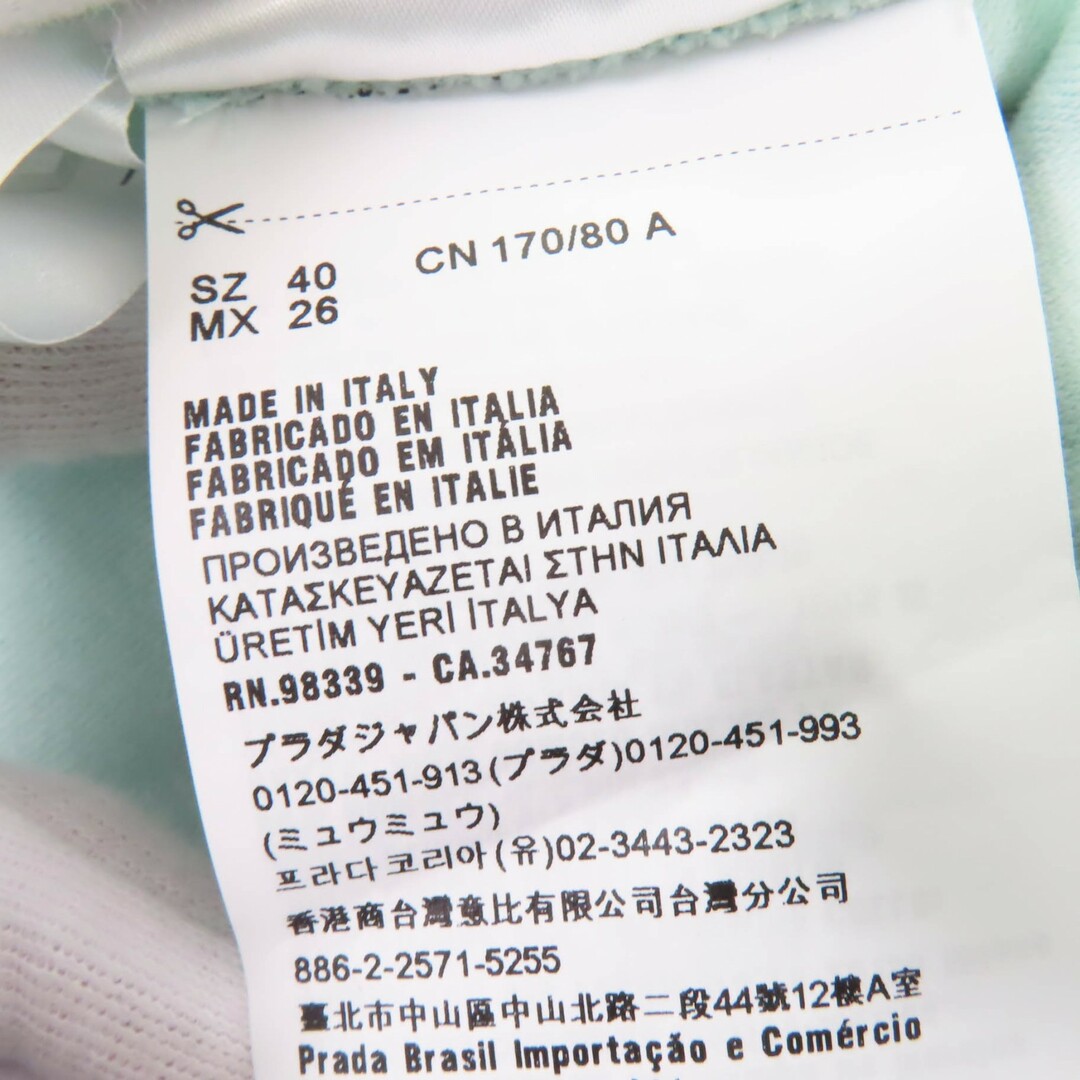 SZ 40 CN 170/80 A
MX 26
MADE IN ITALY
FABRICADO EN ITALIA
FABRICADO EM ITÁLIA
FABRIQUÉ EN ITALIE
ПРОИЗВЕДЕНО В ИТАЛИЯ
ΚΑΤΑΣΚΕΥΑΖΕΤΑΙ ΣΤΗΝ ΙΤΑΛΙΑ
ÜRETİM YERİ İTALYA
RN.98339 - CA.34767
プラダジャパン株式会社
0120-451-913(プラダ)0120-451-993
(ミュウミュウ)
프라다코리아(유)02-3443-2323
香港商台灣意比有限公司台灣分公司
886-2-2571-5255
臺北市中山區中山北路二段44號12樓A室
Prada Brasil Importação e Comércio